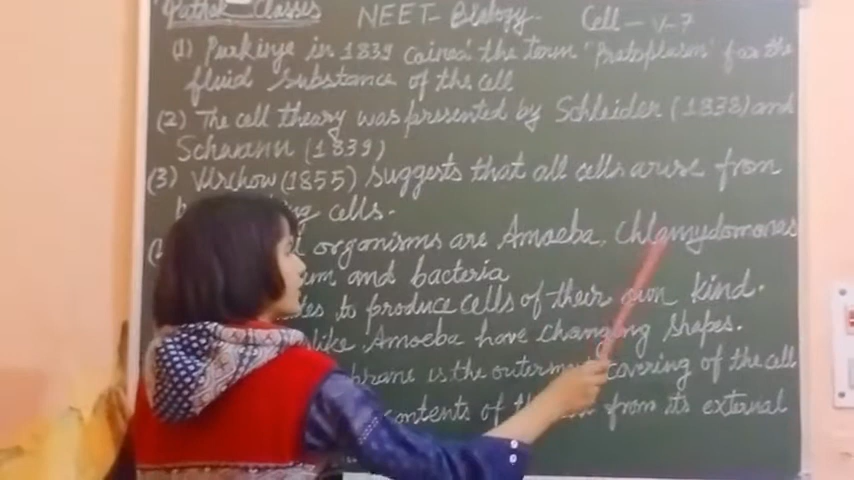 Pathak Classes NEET- Biology. Cell - V-7
(1) Purkinje in 1839 coined the term "Protoplasm" for the
fluid substance of the cell
(2) The cell theory was presented by Schleider (1838) and
Schwann (1839)
(3) Virchow (1855) suggests that all cells arise from
cells.
organisms are Amoeba, Chlamydomonas
and bacteria
to produce cells of their own kind.
like Amoeba have changing shapes.
is the outermost covering of the cell
contents of from its external